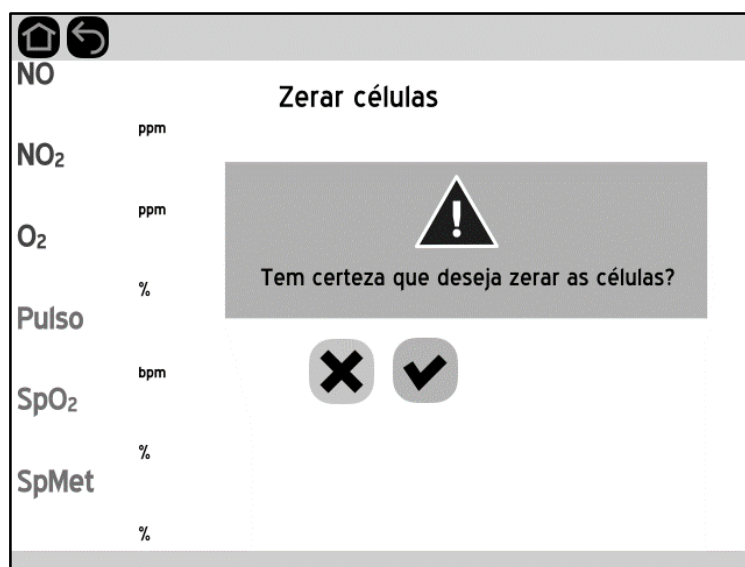 NO
Zerar células
ppm
NO₂
ppm
O₂
Tem certeza que deseja zerar as células?
%
Pulso
bpm
SpO₂
%
SpMet
%